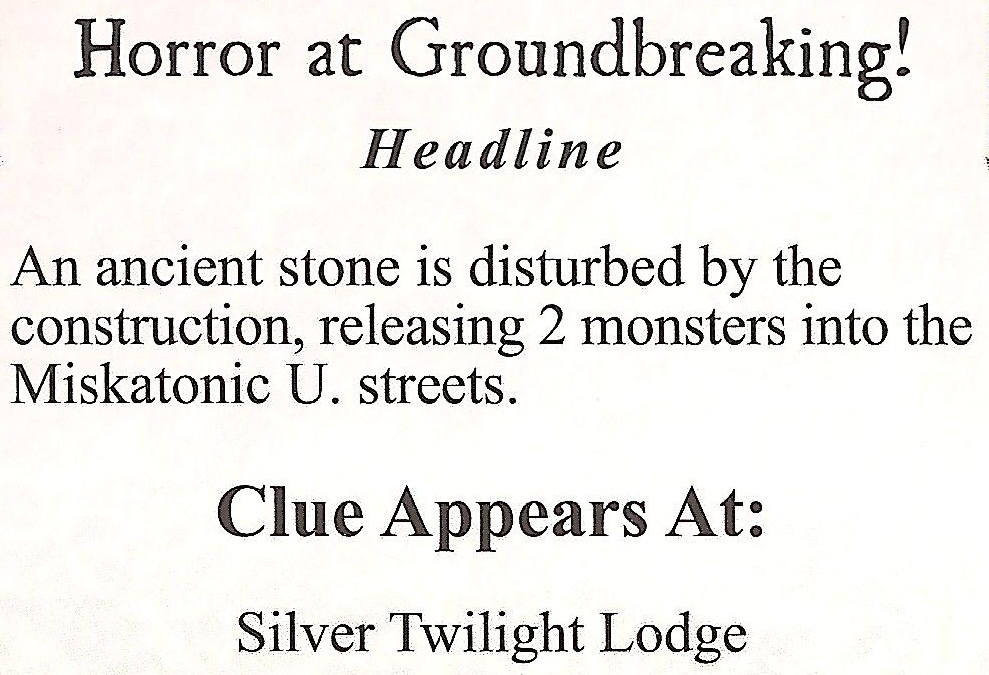 Horror at Groundbreaking!
Headline
An ancient stone is disturbed by the
construction, releasing 2 monsters into the
Miskatonic U. streets.
Clue Appears At:
Silver Twilight Lodge